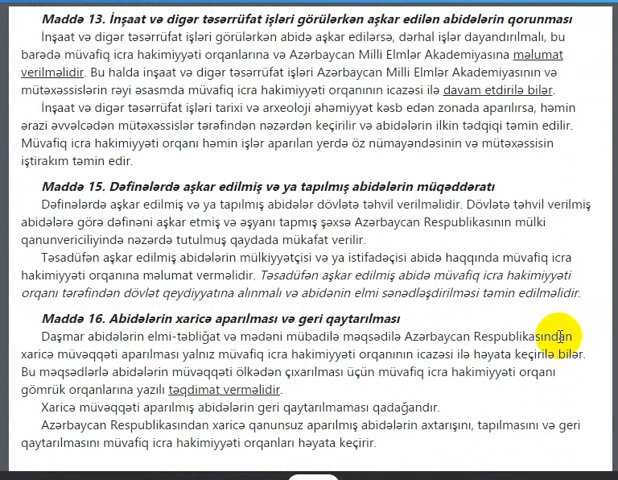 Maddə 13. İnşaat və digər təsərrüfat işləri görülərkən aşkar edilən abidələrin qorunması
İnşaat və digər təsərrüfat işləri görülərkən abidə aşkar edilərsə, dərhal işlər dayandırılmalı, bu
barədə müvafiq icra hakimiyyəti orqanlarına və Azərbaycan Milli Elmlər Akademiyasına məlumat
verilməlidir. Bu halda inşaat və digər təsərrüfat işləri Azərbaycan Milli Elmlər Akademiyasının və
mütəxəssislərin rəyi əsasında müvafiq icra hakimiyyəti orqanının icazəsi ilə davam etdirilə bilər.
İnşaat və digər təsərrüfat işləri tarixi və arxeoloji əhəmiyyət kəsb edən zonada aparılırsa, həmin
ərazi əvvəlcədən mütəxəssislər tərəfindən nəzərdən keçirilir və abidələrin ilkin tədqiqi təmin edilir.
Müvafiq icra hakimiyyəti orqanı həmin işlər aparılan yerdə öz nümayəndəsinin və mütəxəssisin
iştirakım təmin edir.
Maddə 15. Dəfinələrdə aşkar edilmiş və ya tapılmış abidələrin müqəddəratı
Dəfinələrdə aşkar edilmiş və ya tapılmış abidələr dövlətə təhvil verilməlidir. Dövlətə təhvil verilmiş
abidələrə görə dəfinəni aşkar etmiş və əşyanı tapmış şəxsə Azərbaycan Respublikasının mülki
qanunvericiliyində nəzərdə tutulmuş qaydada mükafat verilir.
Təsadüfən aşkar edilmiş abidələrin mülkiyyətçisi və ya istifadəçisi abidə haqqında müvafiq icra
hakimiyyəti orqanına məlumat verməlidir. Təsadüfən aşkar edilmiş abidə müvafiq icra hakimiyyəti
orqanı tərəfindən dövlət qeydiyyatına alınmalı və abidənin elmi sənədləşdirilməsi təmin edilməlidir.
Maddə 16. Abidələrin xaricə aparılması və geri qaytarılması
Daşınar abidələrin elmi-təbliğat və mədəni mübadilə məqsədilə Azərbaycan Respublikasından
xaricə müvəqqəti aparılması yalnız müvafiq icra hakimiyyəti orqanının icazəsi ilə həyata keçirilə bilər.
Bu məqsədlərlə abidələrin müvəqqəti ölkədən çıxarılması üçün müvafiq icra hakimiyyəti orqanı
gömrük orqanlarına yazılı təqdimat verməlidir.
Xaricə müvəqqəti aparılmış abidələrin geri qaytarılmaması qadağandır.
Azərbaycan Respublikasından xaricə qanunsuz aparılmış abidələrin axtarışını, tapılmasını və geri
qaytarılmasını müvafiq icra hakimiyyəti orqanları həyata keçirir.